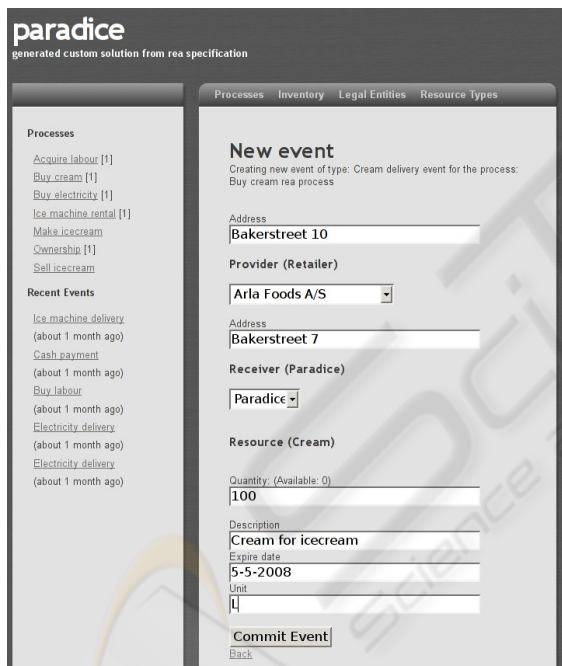 paradice
generated custom solution from rea specification
Processes Inventory Legal Entities Resource Types
Processes
Acquire labour [1]
Buy cream [1]
Buy electricity [1]
Ice machine rental [1]
Make icecream
Ownership [1]
Sell icecream
Recent Events
Ice machine delivery
(about 1 month ago)
Cash payment
(about 1 month ago)
Buy labour
(about 1 month ago)
Electricity delivery
(about 1 month ago)
Electricity delivery
(about 1 month ago)
New event
Creating new event of type: Cream delivery event for the process:
Buy cream rea process
Address
Bakerstreet 10
Provider (Retailer)
Arla Foods A/S
Address
Bakerstreet 7
Receiver (Paradice)
Paradice
Resource (Cream)
Quantity: (Available: 0)
100
Description
Cream for icecream
Expire date
5-5-2008
Unit
L
Commit Event
Back